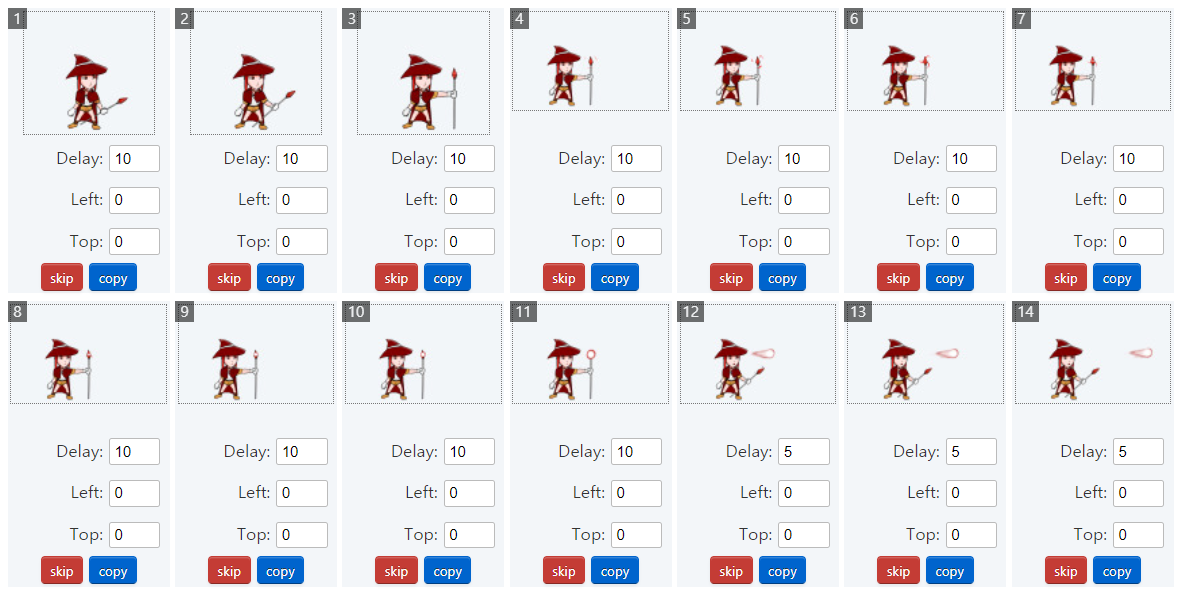 1 2 3 4 5 6 7
Delay: 10 Delay: 10 Delay: 10 Delay: 10 Delay: 10 Delay: 10 Delay: 10
Left: 0 Left: 0 Left: 0 Left: 0 Left: 0 Left: 0 Left: 0
Top: 0 Top: 0 Top: 0 Top: 0 Top: 0 Top: 0 Top: 0
skip copy skip copy skip copy skip copy skip copy skip copy skip copy
8 9 10 11 12 13 14
Delay: 10 Delay: 10 Delay: 10 Delay: 10 Delay: 5 Delay: 5 Delay: 5
Left: 0 Left: 0 Left: 0 Left: 0 Left: 0 Left: 0 Left: 0
Top: 0 Top: 0 Top: 0 Top: 0 Top: 0 Top: 0 Top: 0
skip copy skip copy skip copy skip copy skip copy skip copy skip copy